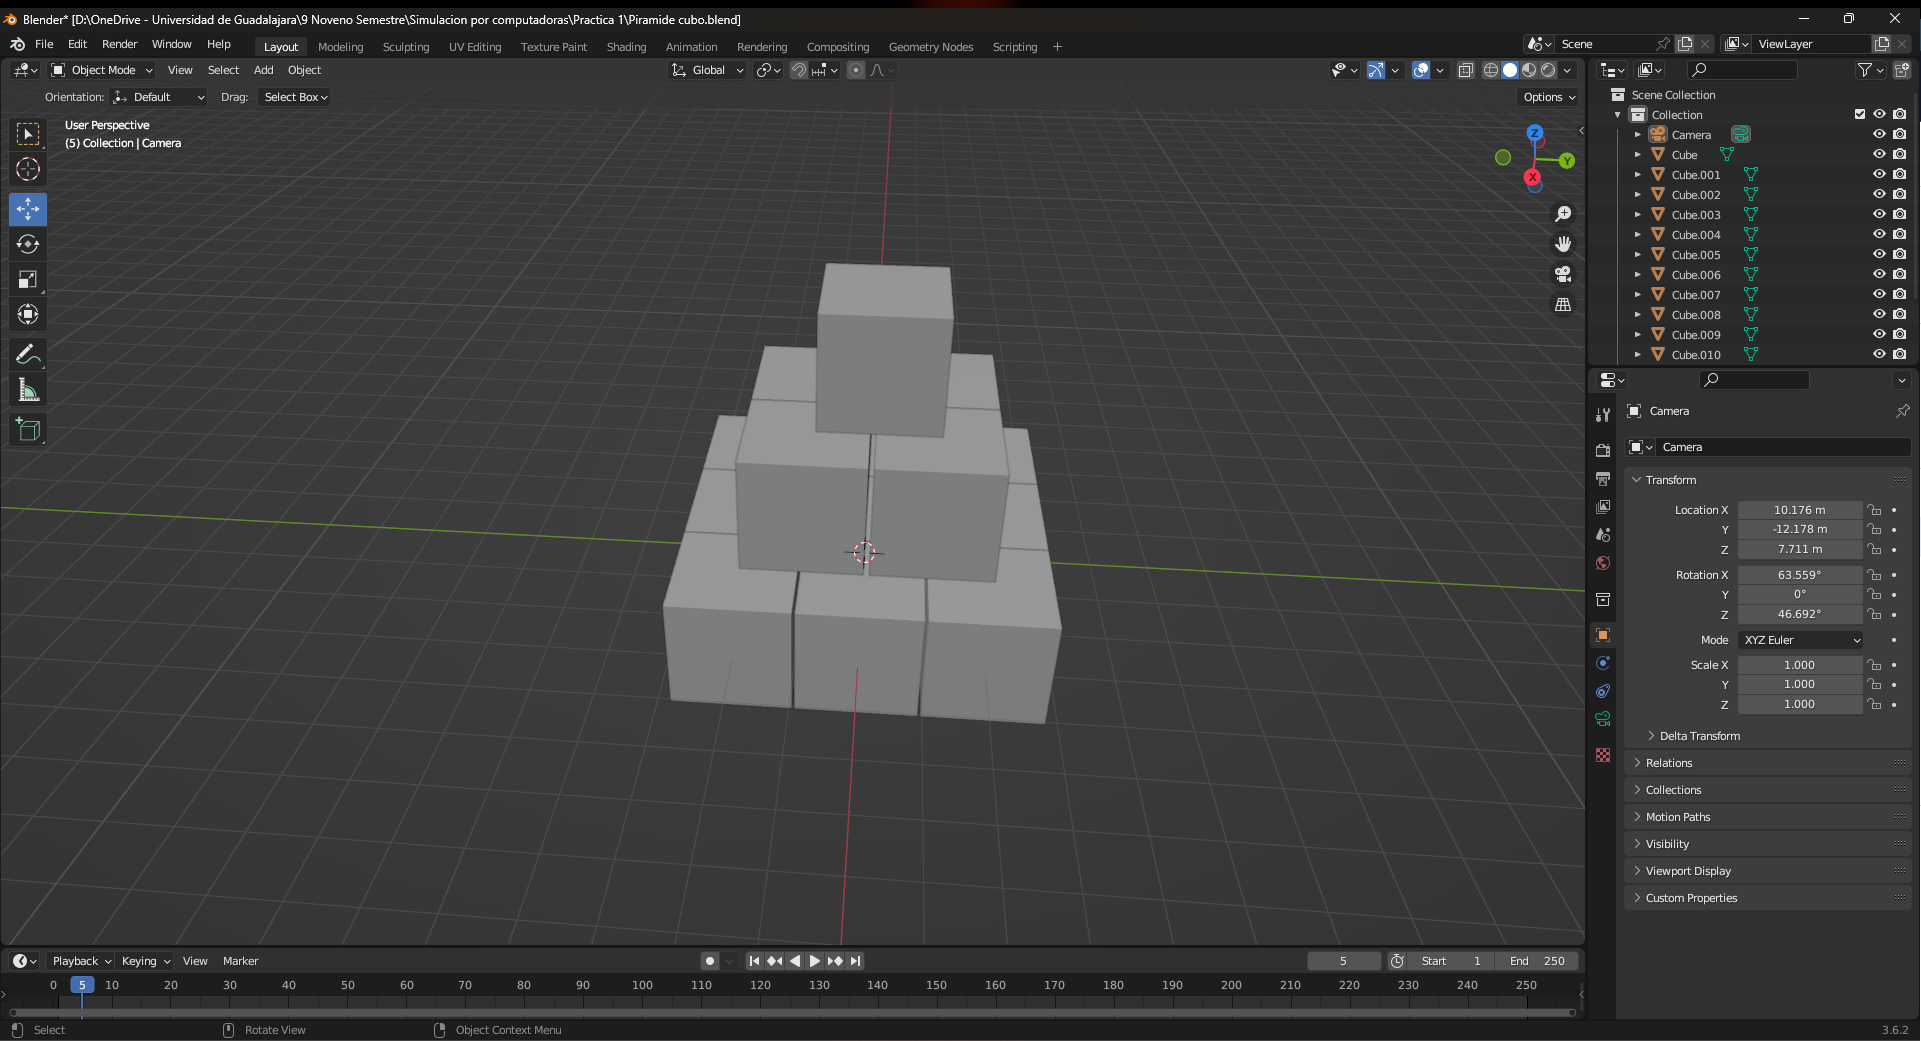 Blender* [D:\OneDrive - Universidad de Guadalajara\9 Noveno Semestre\Simulacion por computadoras\Practica 1\Piramide cubo.blend]
File Edit Render Window Help Layout Modeling Sculpting UV Editing Texture Paint Shading Animation Rendering Compositing Geometry Nodes Scripting + Scene ViewLayer
Object Mode View Select Add Object Global
Orientation: Default Drag: Select Box Options
User Perspective
(5) Collection | Camera
Z
Y
X
Scene Collection
Collection
Camera
Cube
Cube.001
Cube.002
Cube.003
Cube.004
Cube.005
Cube.006
Cube.007
Cube.008
Cube.009
Cube.010
Camera
Camera
Transform
Location X 10.176 m
Y -12.178 m
Z 7.711 m
Rotation X 63.559°
Y 0°
Z 46.692°
Mode XYZ Euler
Scale X 1.000
Y 1.000
Z 1.000
Delta Transform
Relations
Collections
Motion Paths
Visibility
Viewport Display
Custom Properties
Playback Keying View Marker 5 Start 1 End 250
0 5 10 20 30 40 50 60 70 80 90 100 110 120 130 140 150 160 170 180 190 200 210 220 230 240 250
Select Rotate View Object Context Menu 3.6.2